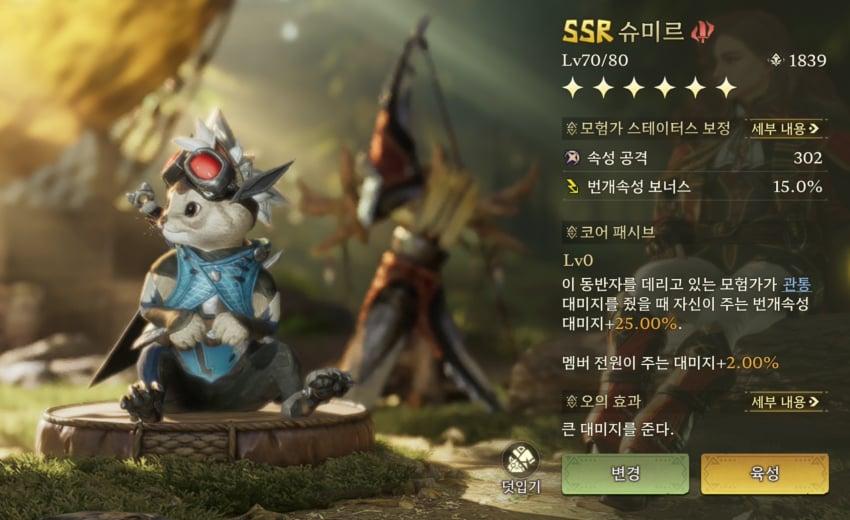 SSR 슈미르
Lv70/80 1839
모험가 스테이터스 보정 세부 내용
속성 공격 302
번개속성 보너스 15.0%
코어 패시브
Lv0
이 동반자를 데리고 있는 모험가가 관통
대미지를 줬을 때 자신이 주는 번개속성
대미지+25.00%.
멤버 전원이 주는 대미지+2.00%
오의 효과 세부 내용
큰 대미지를 준다.
덧입기 변경 육성